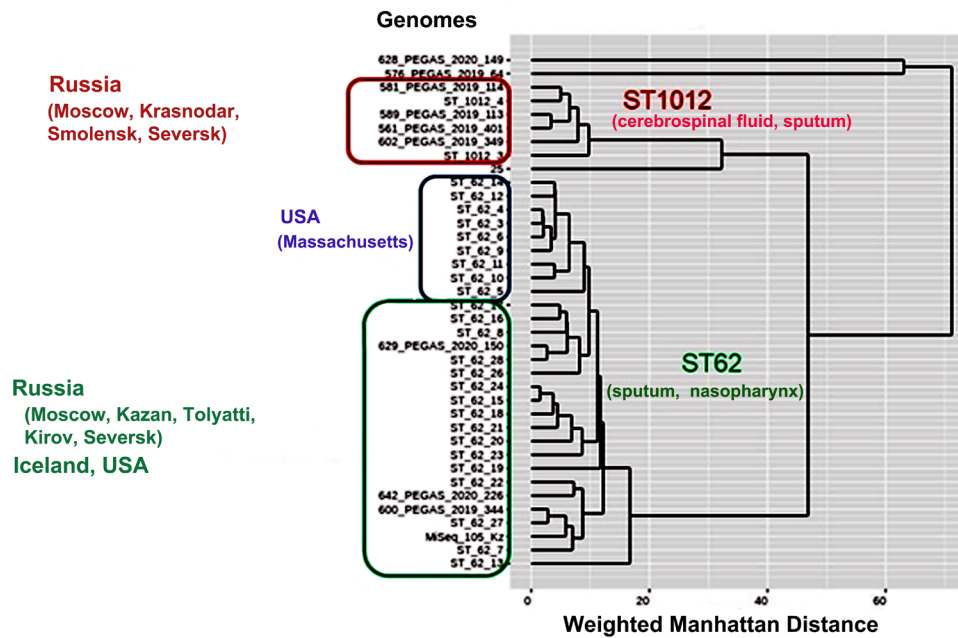 Genomes
628_PEGAS_2020_149
576_PEGAS_2019_64
581_PEGAS_2019_114
ST_1012_4
589_PEGAS_2019_113
561_PEGAS_2019_401
602_PEGAS_2019_349
ST_1012_3
25
ST_62_14
ST_62_12
ST_62_4
ST_62_3
ST_62_6
ST_62_9
ST_62_11
ST_62_10
ST_62_5
ST_62_16
ST_62_8
629_PEGAS_2020_150
ST_62_28
ST_62_26
ST_62_24
ST_62_15
ST_62_18
ST_62_21
ST_62_20
ST_62_23
ST_62_19
ST_62_22
642_PEGAS_2020_226
600_PEGAS_2019_344
ST_62_27
MiSeq_105_Kz
ST_62_7
ST_62_13
Russia
(Moscow, Krasnodar,
Smolensk, Seversk)
USA
(Massachusetts)
Russia
(Moscow, Kazan, Tolyatti,
Kirov, Seversk)
Iceland, USA
ST1012
(cerebrospinal fluid, sputum)
ST62
(sputum, nasopharynx)
0 20 40 60
Weighted Manhattan Distance